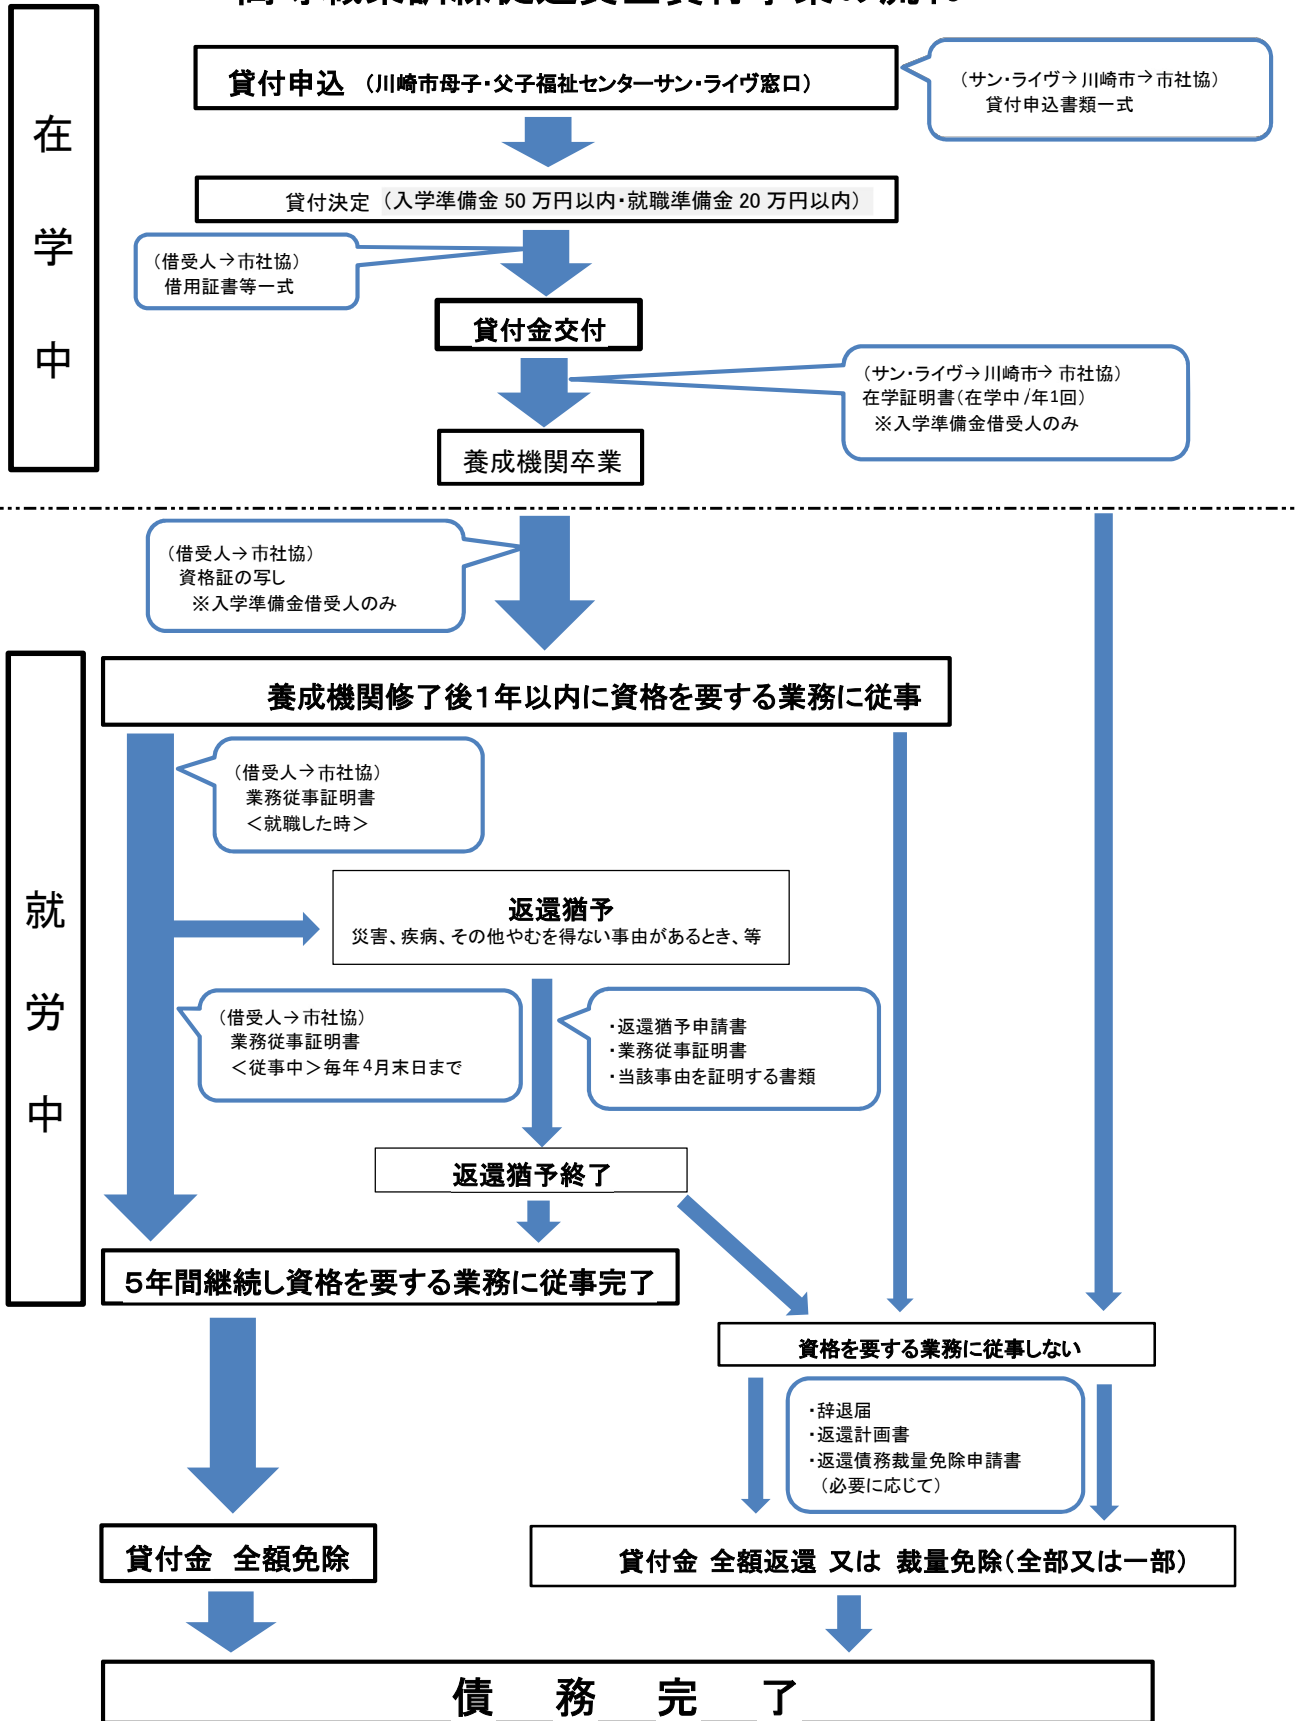 在学中
貸付申込 （川崎市母子・父子福祉センターサン・ライヴ窓口）
（サン・ライヴ→川崎市→市社協）
貸付申込書類一式
貸付決定 （入学準備金 50 万円以内・就職準備金 20 万円以内）
（借受人→市社協）
借用証書等一式
貸付金交付
（サン・ライヴ→川崎市→市社協）
在学証明書（在学中/年1回）
※入学準備金借受人のみ
養成機関卒業
（借受人→市社協）
資格証の写し
※入学準備金借受人のみ
就労中
養成機関修了後１年以内に資格を要する業務に従事
（借受人→市社協）
業務従事証明書
＜就職した時＞
返還猶予
災害、疾病、その他やむを得ない事由があるとき、等
（借受人→市社協）
業務従事証明書
＜従事中＞毎年4月末日まで
・返還猶予申請書
・業務従事証明書
・当該事由を証明する書類
返還猶予終了
５年間継続し資格を要する業務に従事完了
資格を要する業務に従事しない
・辞退届
・返還計画書
・返還債務裁量免除申請書
（必要に応じて）
貸付金 全額免除
貸付金 全額返還 又は 裁量免除（全部又は一部）
債務完了